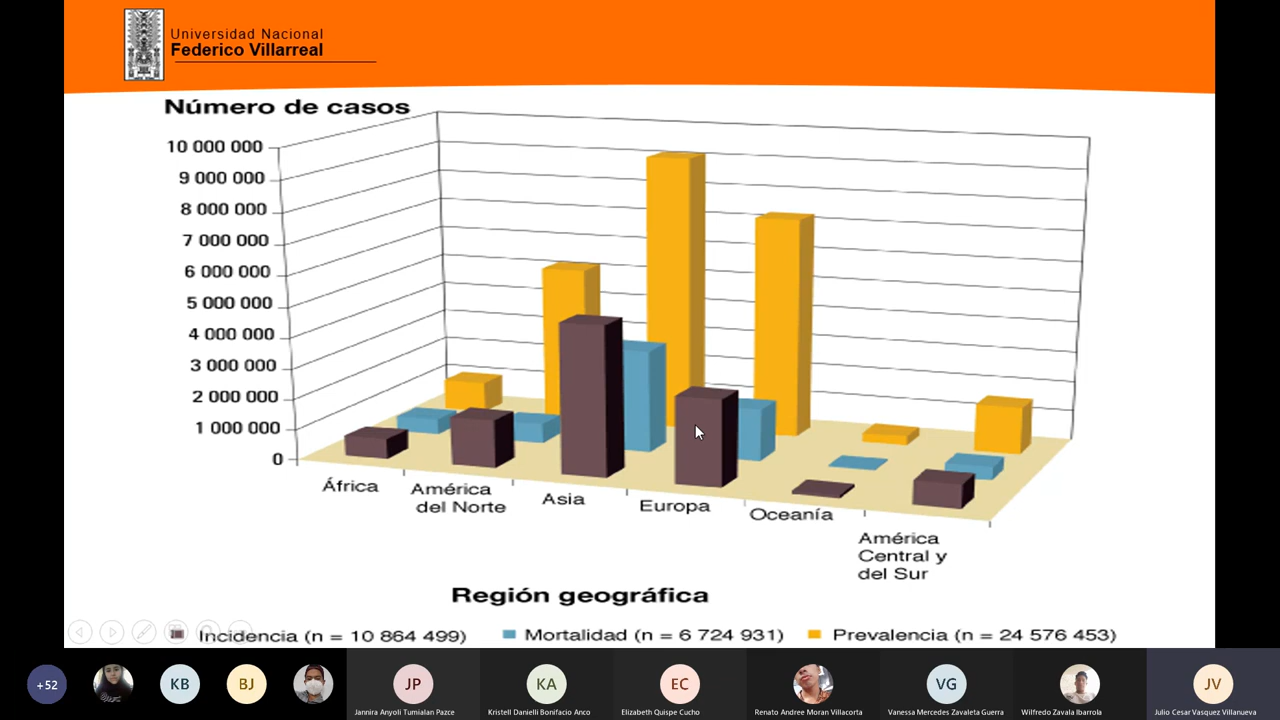 Universidad Nacional
Federico Villarreal
Número de casos
10 000 000
9 000 000
8 000 000
7 000 000
6 000 000
5 000 000
4 000 000
3 000 000
2 000 000
1 000 000
0
África
América
del Norte
Asia
Europa
Oceanía
América
Central y
del Sur
Región geográfica
Incidencia (n = 10 864 499)
Mortalidad (n = 6 724 931)
Prevalencia (n = 24 576 453)
+52
KB
BJ
JP
Jannira Anyoli Tumialan Pazce
KA
Kristell Danielli Bonifacio Anco
EC
Elizabeth Quispe Cucho
Renato Andree Moran Villacorta
VG
Vanessa Mercedes Zavaleta Guerra
Wilfredo Zavala Ibarrola
JV
Julio Cesar Vasquez Villanueva